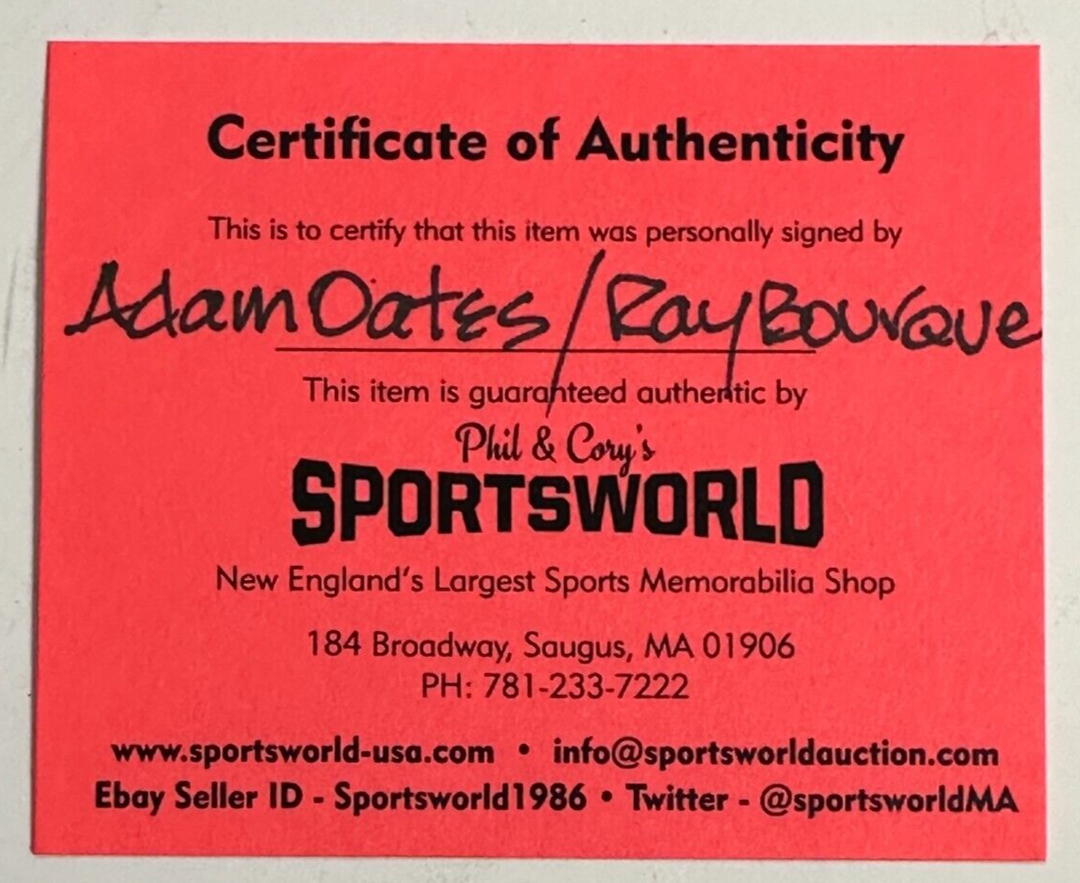 Certificate of Authenticity
This is to certify that this item was personally signed by
Adam Oates / Ray Bourque
This item is guaranteed authentic by
Phil & Cory's
SPORTSWORLD
New England's Largest Sports Memorabilia Shop
184 Broadway, Saugus, MA 01906
PH: 781-233-7222
www.sportsworld-usa.com • info@sportsworldauction.com
Ebay Seller ID - Sportsworld1986 • Twitter - @sportsworldMA